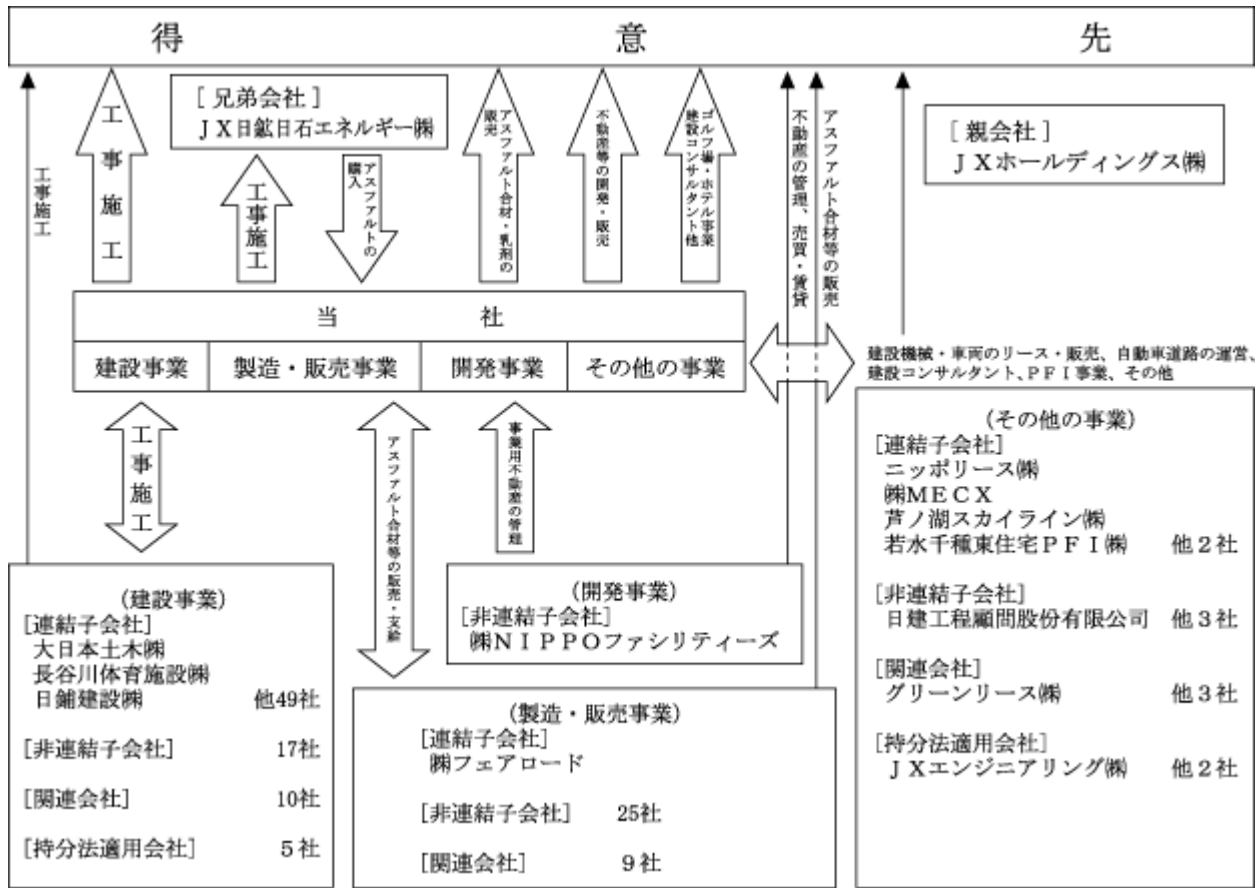 得意先
工事施工
工事施工
[兄弟会社]
JX日鉱日石エネルギー㈱
工事施工
アスファルトの
購入
アスファルト合材・乳剤の
販売
不動産等の開発・販売
ゴルフ場・ホテル事業
建設コンサルタント他
不動産の管理、売買・賃貸
アスファルト合材等の販売
[親会社]
JXホールディングス㈱
当社
建設事業 製造・販売事業 開発事業 その他の事業
建設機械・車両のリース・販売、自動車道路の運営、
建設コンサルタント、PFI事業、その他
工事施工
アスファルト合材等の販売・支給
事業用不動産の管理
(建設事業)
[連結子会社]
大日本土木㈱
長谷川体育施設㈱
日鋪建設㈱ 他49社
[非連結子会社] 17社
[関連会社] 10社
[持分法適用会社] 5社
(開発事業)
[非連結子会社]
㈱NIPPOファシリティーズ
(製造・販売事業)
[連結子会社]
㈱フェアロード
[非連結子会社] 25社
[関連会社] 9社
(その他の事業)
[連結子会社]
ニッポリース㈱
㈱MECX
芦ノ湖スカイライン㈱
若水千種東住宅PFI㈱ 他2社
[非連結子会社]
日建工程顧問股份有限公司 他3社
[関連会社]
グリーンリース㈱ 他3社
[持分法適用会社]
JXエンジニアリング㈱ 他2社